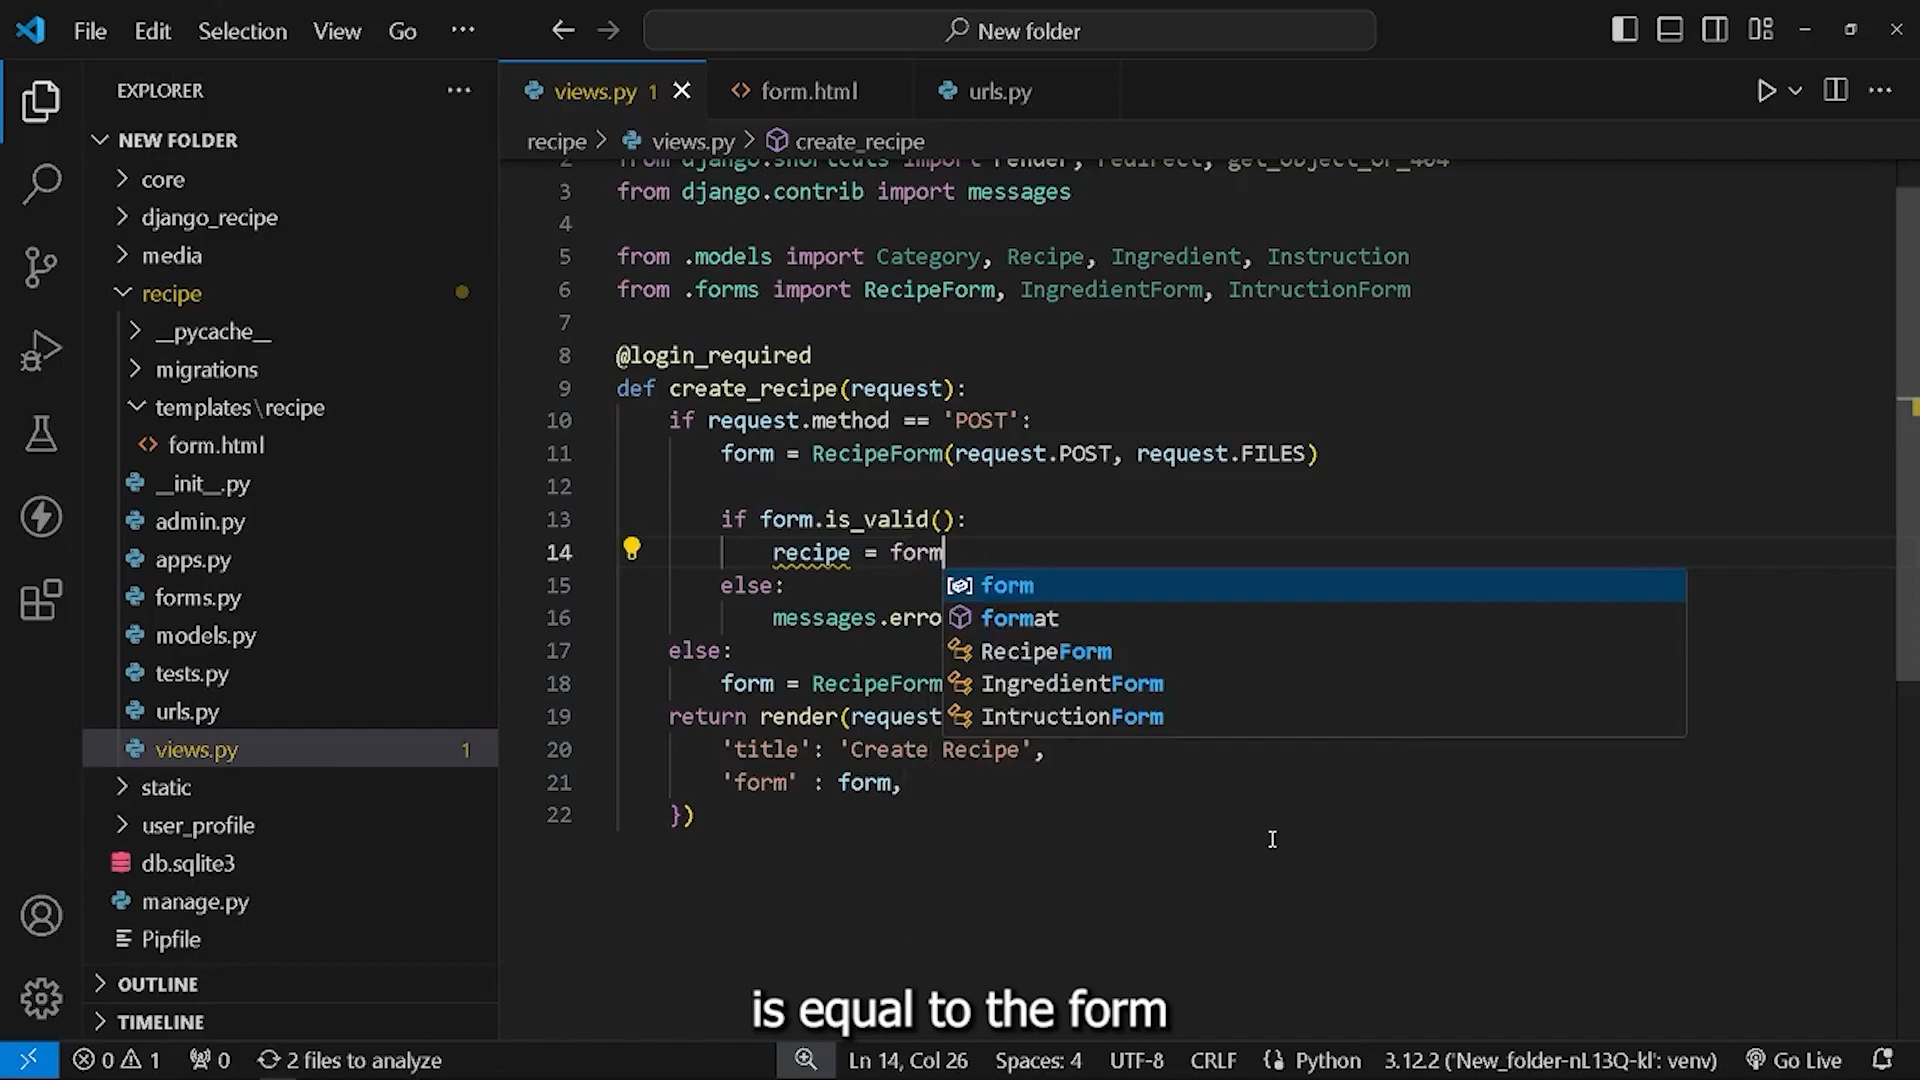 File Edit Selection View Go ... New folder
EXPLORER ...
NEW FOLDER
core
django_recipe
media
recipe
__pycache__
migrations
templates\recipe
form.html
__init__.py
admin.py
apps.py
forms.py
models.py
tests.py
urls.py
views.py 1
static
user_profile
db.sqlite3
manage.py
Pipfile
OUTLINE
TIMELINE
views.py 1 form.html urls.py
recipe > views.py > create_recipe
2 from django.shortcuts import render, redirect, get_object_or_404
3 from django.contrib import messages
4
5 from .models import Category, Recipe, Ingredient, Instruction
6 from .forms import RecipeForm, IngredientForm, IntructionForm
7
8 @login_required
9 def create_recipe(request):
10 if request.method == 'POST':
11 form = RecipeForm(request.POST, request.FILES)
12
13 if form.is_valid():
14 recipe = form
15 else:
16 messages.erro
17 else:
18 form = RecipeForm
19 return render(request
20 'title': 'Create Recipe',
21 'form' : form,
22 })
form
format
RecipeForm
IngredientForm
IntructionForm
is equal to the form
0 1 0 2 files to analyze Ln 14, Col 26 Spaces: 4 UTF-8 CRLF Python 3.12.2 ('New_folder-nL13Q-kl': venv) Go Live